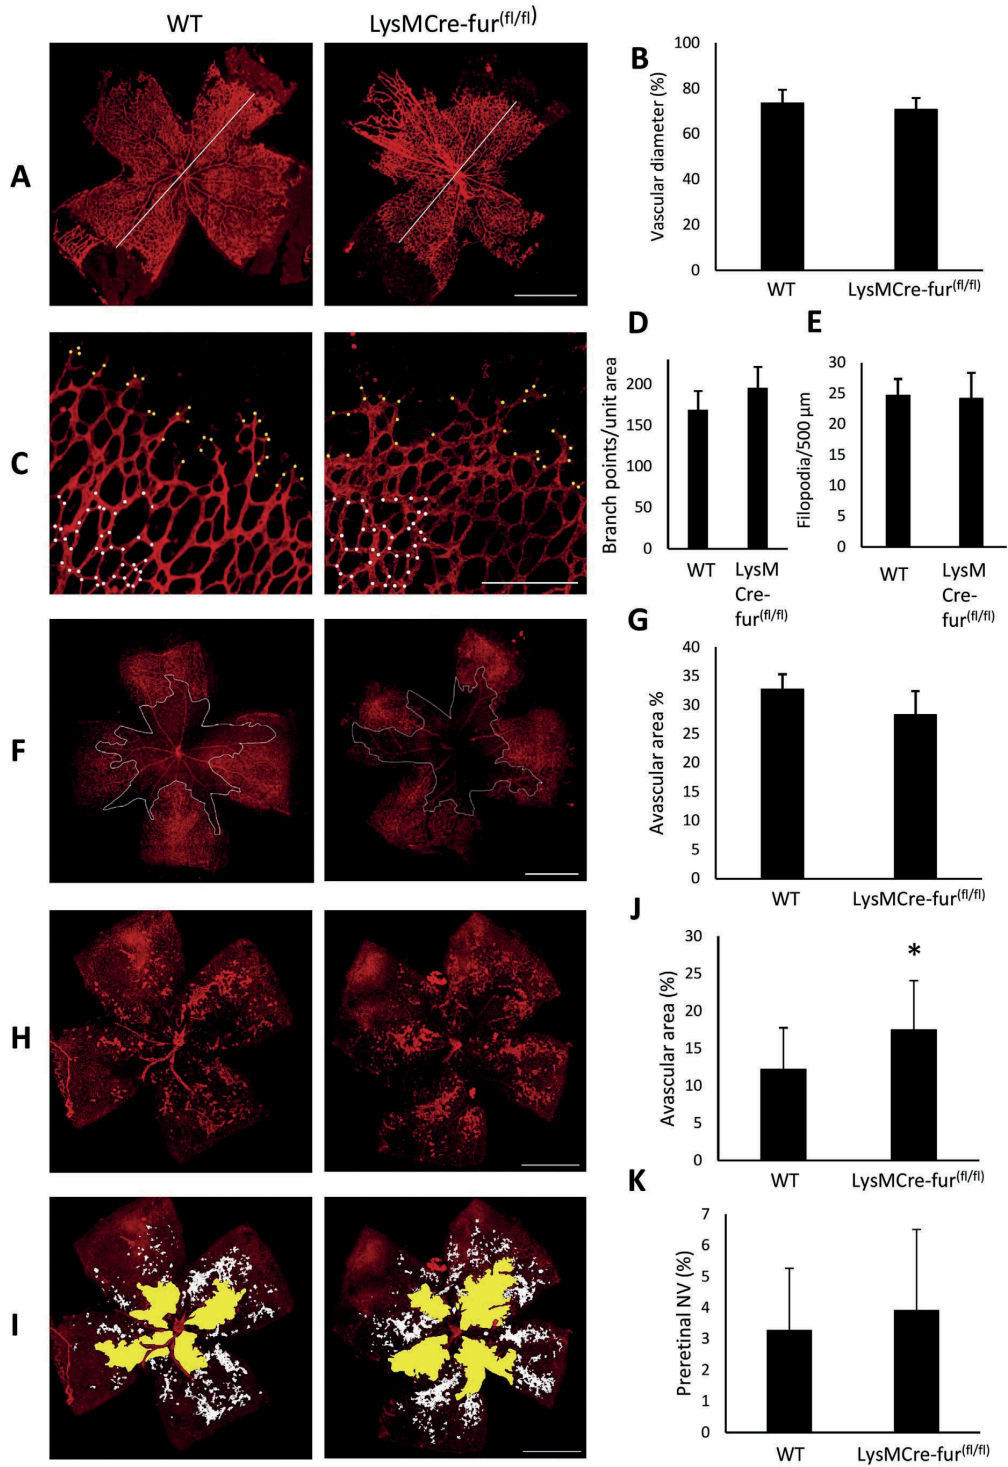 WT
LysMCre-fur(fl/fl)
A
B
Vascular diameter (%)
100
80
60
40
20
0
WT
LysMCre-fur(fl/fl)
C
D
Branch points/unit area
200
150
100
50
0
WT
LysM
Cre-
fur(fl/fl)
E
Filopodia/500 µm
30
25
20
15
10
5
0
WT
LysM
Cre-
fur(fl/fl)
F
G
Avascular area %
40
35
30
25
20
15
10
5
0
WT
LysMCre-fur(fl/fl)
H
J
Avascular area (%)
30
25
20
15
10
5
0
*
WT
LysMCre-fur(fl/fl)
I
K
Preretinal NV (%)
7
6
5
4
3
2
1
0
WT
LysMCre-fur(fl/fl)